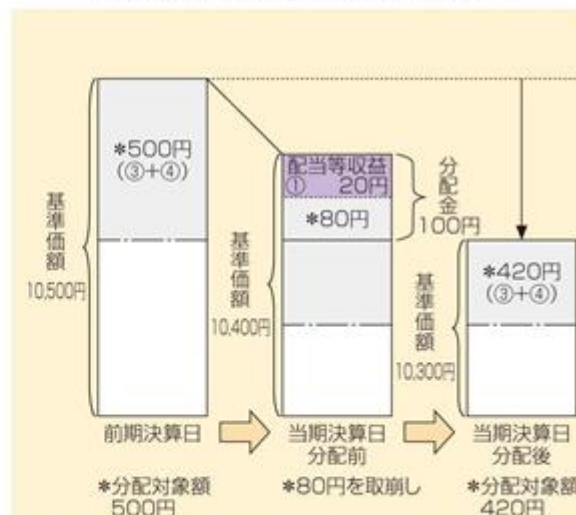 *500円
(③+④)
基準価額
10,500円
前期決算日
*分配対象額
500円
配当等収益
① 20円
*80円
分配金
100円
基準価額
10,400円
当期決算日
分配前
*80円を取崩し
*420円
(③+④)
基準価額
10,300円
当期決算日
分配後
*分配対象額
420円